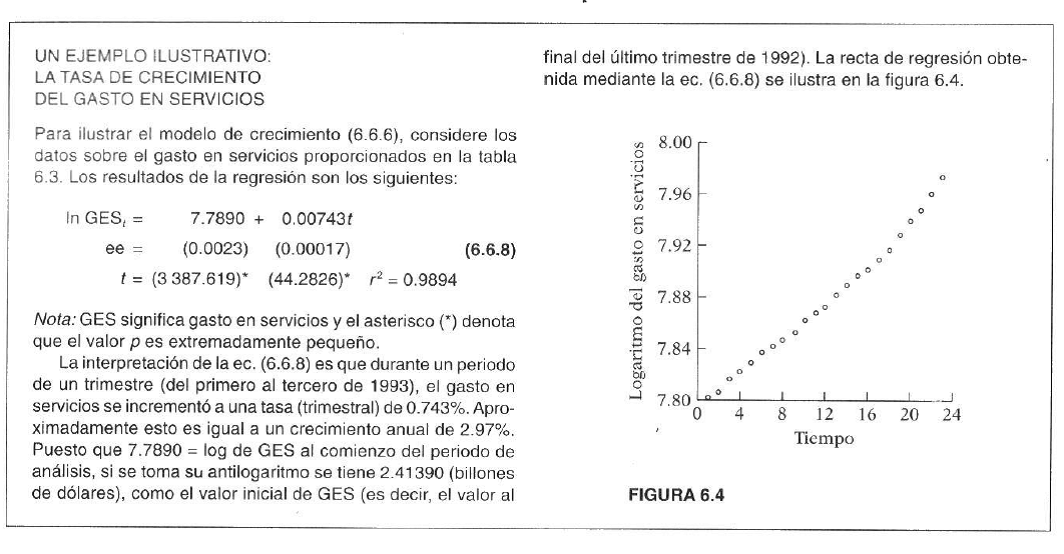 UN EJEMPLO ILUSTRATIVO:
LA TASA DE CRECIMIENTO
DEL GASTO EN SERVICIOS
Para ilustrar el modelo de crecimiento (6.6.6), considere los
datos sobre el gasto en servicios proporcionados en la tabla
6.3. Los resultados de la regresión son los siguientes:
ln GESₜ = 7.7890 + 0.00743t
ee = (0.0023) (0.00017) (6.6.8)
t = (3 387.619)* (44.2826)* r² = 0.9894
Nota: GES significa gasto en servicios y el asterisco (*) denota
que el valor p es extremadamente pequeño.
La interpretación de la ec. (6.6.8) es que durante un periodo
de un trimestre (del primero al tercero de 1993), el gasto en
servicios se incrementó a una tasa (trimestral) de 0.743%. Apro-
ximadamente esto es igual a un crecimiento anual de 2.97%.
Puesto que 7.7890 = log de GES al comienzo del periodo de
análisis, si se toma su antilogaritmo se tiene 2.41390 (billones
de dólares), como el valor inicial de GES (es decir, el valor al
final del último trimestre de 1992). La recta de regresión obte-
nida mediante la ec. (6.6.8) se ilustra en la figura 6.4.
Logaritmo del gasto en servicios
8.00
7.96
7.92
7.88
7.84
7.80
0 4 8 12 16 20 24
Tiempo
FIGURA 6.4